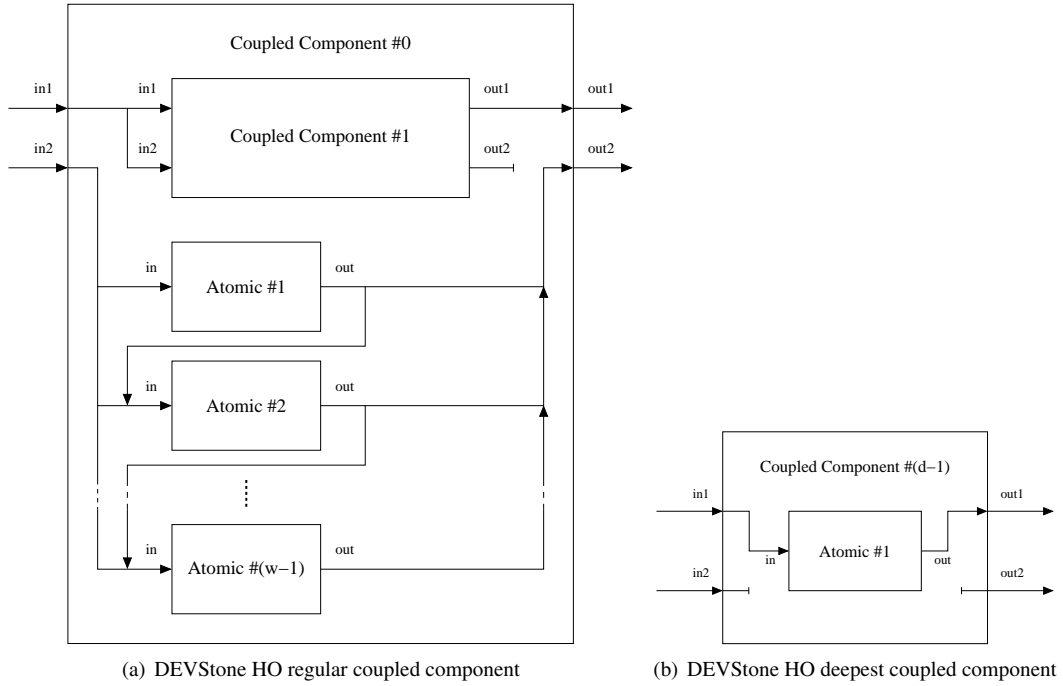 Coupled Component #0
in1
in1
out1
out1
Coupled Component #1
in2
in2
out2
out2
in
out
Atomic #1
in
out
Atomic #2
in
out
Atomic #(w−1)
(a) DEVStone HO regular coupled component
Coupled Component #(d−1)
in1
out1
Atomic #1
in
out
in2
out2
(b) DEVStone HO deepest coupled component